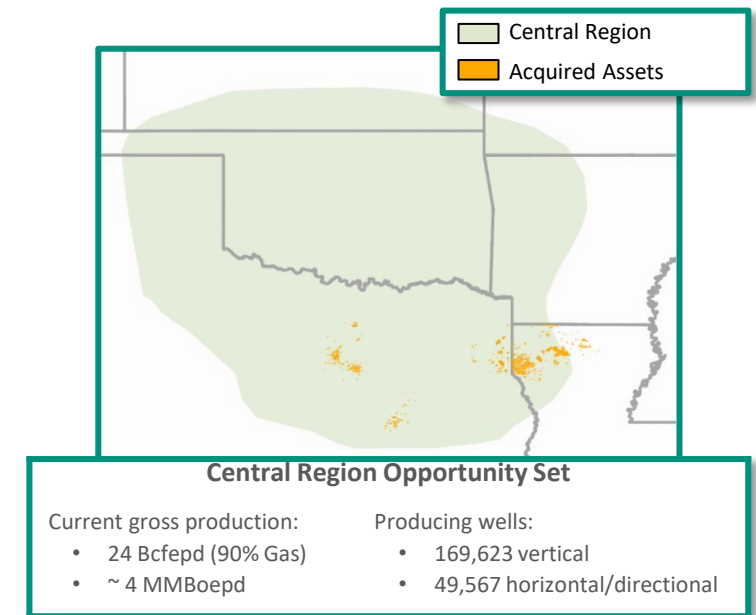 Central Region
Acquired Assets
Central Region Opportunity Set
Current gross production:
• 24 Bcfepd (90% Gas)
• ~ 4 MMBoepd
Producing wells:
• 169,623 vertical
• 49,567 horizontal/directional